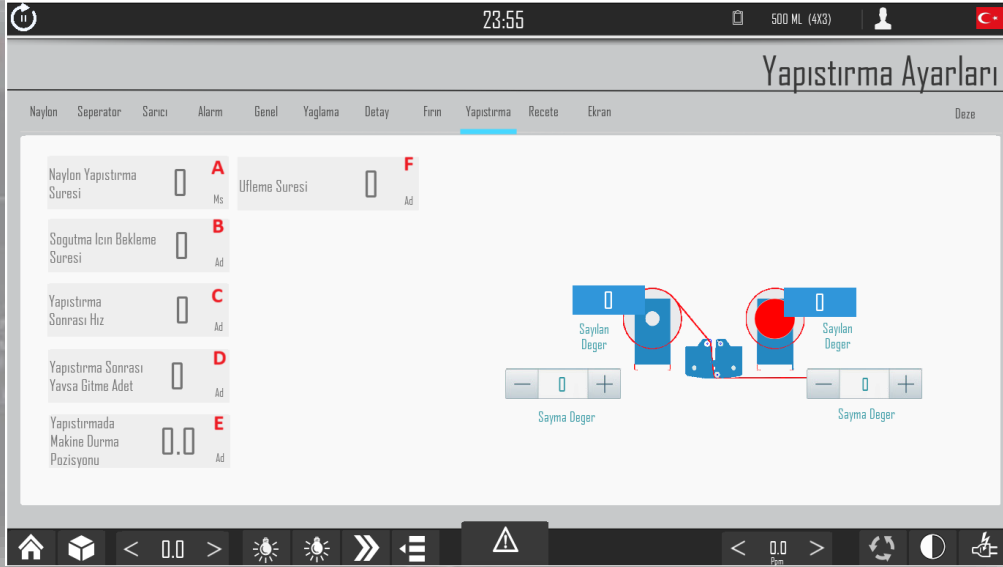 23:55
500 ML (4X3)
Yapıstırma Ayarları
Naylon Seperator Sarıcı Alarm Genel Yaglama Detay Fırın Yapıstırma Recete Ekran Deze
Naylon Yapıstırma
Suresi
0
A
Ms
Ufleme Suresi
0
F
Ad
Sogutma Icın Bekleme
Suresi
0
B
Ad
Yapıstırma
Sonrası Hız
0
C
Ad
Yapıstırma Sonrası
Yavsa Gitme Adet
0
D
Ad
Yapıstırmada
Makine Durma
Pozisyonu
0.0
E
Ad
0
Sayılan
Deger
0
Sayılan
Deger
— 0 +
Sayma Deger
— 0 +
Sayma Deger
< 0.0 >
< 0.0 >
Ppm